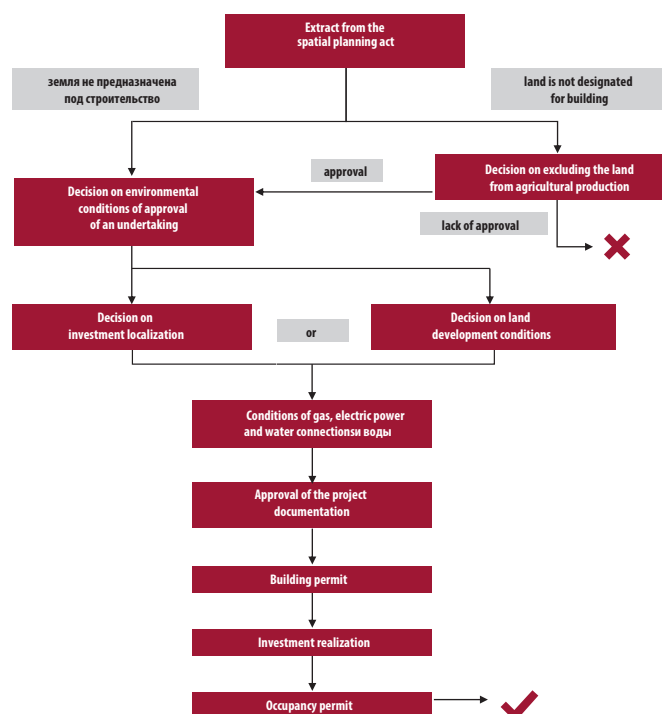 Extract from the
spatial planning act
земля не предназначена
под строительство
land is not designated
for building
approval
Decision on excluding the land
from agricultural production
Decision on environmental
conditions of approval
of an undertaking
lack of approval
Decision on
investment localization
or
Decision on land
development conditions
Conditions of gas, electric power
and water connectionsи воды
Approval of the project
documentation
Building permit
Investment realization
Occupancy permit